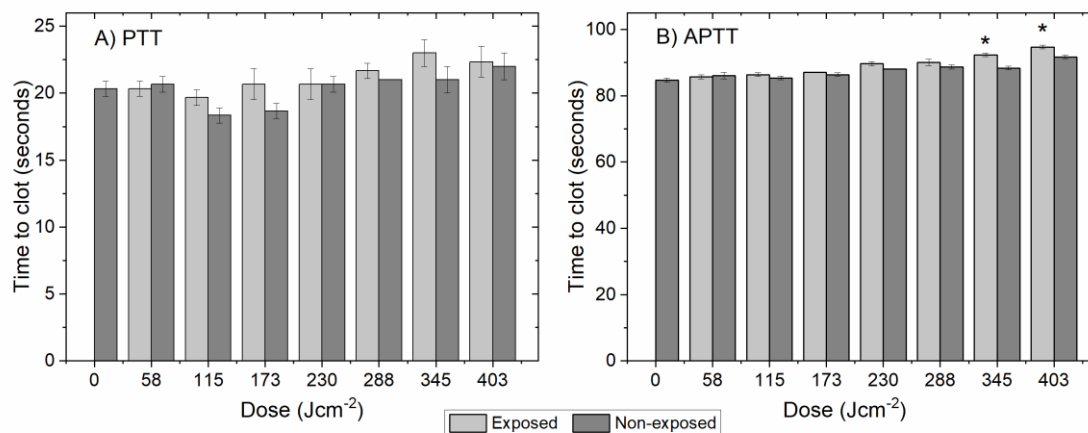 A) PTT
25
20
15
10
5
0
Time to clot (seconds)
0 58 115 173 230 288 345 403
Dose (Jcm⁻²)
B) APTT
* *
100
80
60
40
20
0
Time to clot (seconds)
0 58 115 173 230 288 345 403
Dose (Jcm⁻²)
Exposed Non-exposed